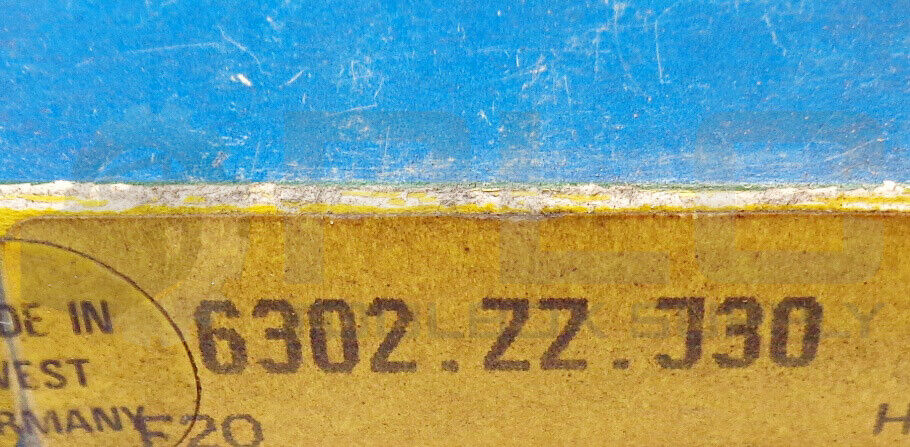 6302.ZZ.J30
DE IN
WEST
RMANY
F20
H